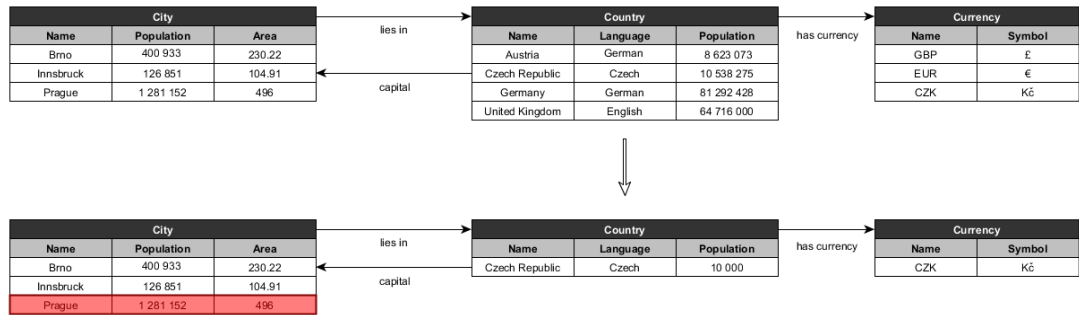 City Country Currency
lies in has currency
Name Population Area Name Language Population Name Symbol
Brno 400 933 230.22 Austria German 8 623 073 GBP £
Innsbruck 126 851 104.91 Czech Republic Czech 10 538 275 EUR €
capital
Prague 1 281 152 496 Germany German 81 292 428 CZK Kč
United Kingdom English 64 716 000
City Country Currency
lies in has currency
Name Population Area Name Language Population Name Symbol
Brno 400 933 230.22 Czech Republic Czech 10 000 CZK Kč
capital
Innsbruck 126 851 104.91
Prague 1 281 152 496